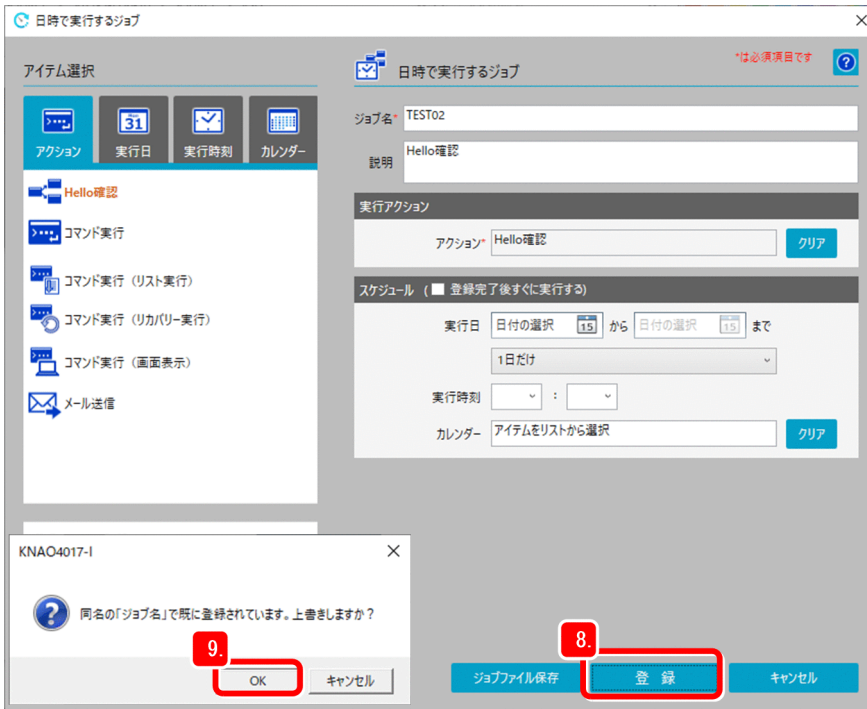 日時で実行するジョブ
アイテム選択
アクション
31
実行日
実行時刻
カレンダー
Hello確認
コマンド実行
コマンド実行（リスト実行）
コマンド実行（リカバリー実行）
コマンド実行（画面表示）
メール送信
日時で実行するジョブ
*は必須項目です
?
ジョブ名* TEST02
説明 Hello確認
実行アクション
アクション* Hello確認 クリア
スケジュール （ 登録完了後すぐに実行する）
実行日 日付の選択 15 から 日付の選択 15 まで
1日だけ
実行時刻 :
カレンダー アイテムをリストから選択 クリア
KNAO4017-I
? 同名の「ジョブ名」で既に登録されています。上書きしますか？
9.
OK キャンセル
8.
ジョブファイル保存 登 録 キャンセル